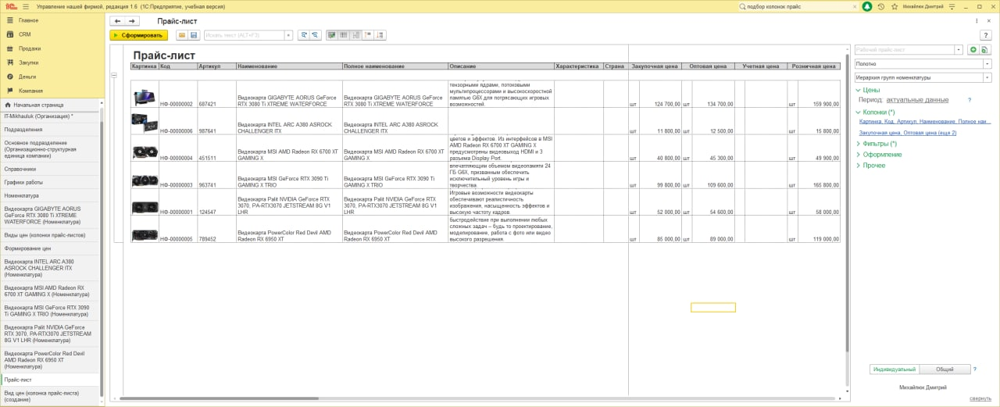 1С Управление нашей фирмой, редакция 1.6 (1С:Предприятие, учебная версия)
подбор колонок прайс
Михайлюк Дмитрий
Главное
CRM
Продажи
Закупки
Деньги
Компания
Начальная страница
IT-Mikhauluk (Организация) *
Подразделения
Основное подразделение
(Организационно-структурная
единица компании)
Справочники
Графики работы
Номенклатура
Видеокарта GIGABYTE AORUS
GeForce RTX 3080 Ti XTREME
WATERFORCE (Номенклатура)
Виды цен (колонки прайс-листов)
Формирование цен
Видеокарта INTEL ARC A380
ASROCK CHALLENGER ITX
(Номенклатура)
Видеокарта MSI AMD Radeon RX
6700 XT GAMING X (Номенклатура)
Видеокарта MSI GeForce RTX 3090
Ti GAMING X TRIO (Номенклатура)
Видеокарта Palit NVIDIA GeForce
RTX 3070, PA-RTX3070 JETSTREAM
8G V1 LHR (Номенклатура)
Видеокарта PowerColor Red Devil
AMD Radeon RX 6950 XT
(Номенклатура)
Прайс-лист
Вид цен (колонка прайс-листа)
(создание)
Прайс-лист
Сформировать
Искать текст (ALT+F3)
?
Прайс-лист
Картинка Код Артикул Наименование Полное наименование Описание Характеристика Страна Закупочная цена Оптовая цена Учетная цена Розничная цена
тензорными ядрами, потоковыми
мультипроцессорами и высокоскоростной
Видеокарта GIGABYTE AORUS GeForce Видеокарта GIGABYTE AORUS GeForce памятью G6X для потрясающих игровых
НФ-00000002 687421 RTX 3080 Ti XTREME WATERFORCE RTX 3080 Ti XTREME WATERFORCE возможностей. шт 124 700,00 шт 134 700,00 шт 159 900,00
Видеокарта INTEL ARC A380 ASROCK Видеокарта INTEL ARC A380 ASROCK
НФ-00000006 987641 CHALLENGER ITX CHALLENGER ITX шт 11 800,00 шт 12 500,00 шт 15 800,00
цветов и эффектов. Из интерфейсов в MSI
AMD Radeon RX 6700 XT GAMING X
Видеокарта MSI AMD Radeon RX 6700 XT Видеокарта MSI AMD Radeon RX 6700 XT предусмотрены видеовыход HDMI и 3
НФ-00000004 451511 GAMING X GAMING X разъема Display Port. шт 40 800,00 шт 45 300,00 шт 49 900,00
впечатляющим объемом видеопамяти 24
ГБ G6X, призванным обеспечить
Видеокарта MSI GeForce RTX 3090 Ti Видеокарта MSI GeForce RTX 3090 Ti исключительный уровень игры и
НФ-00000003 963741 GAMING X TRIO GAMING X TRIO творчества. шт 99 800,00 шт 109 600,00 шт 165 800,00
Игровые возможности видеокарты
Видеокарта Palit NVIDIA GeForce RTX Видеокарта Palit NVIDIA GeForce RTX обеспечивают реалистичность
3070, PA-RTX3070 JETSTREAM 8G V1 3070, PA-RTX3070 JETSTREAM 8G V1 изображения, насыщенность эффектов и
НФ-00000001 124547 LHR LHR высокую частоту кадров. шт 52 000,00 шт 54 600,00 шт 58 000,00
быстродействие при выполнении любых
сложных задач – будь то проектирование,
Видеокарта PowerColor Red Devil AMD Видеокарта PowerColor Red Devil AMD моделирование, работа с фото или видео
НФ-00000005 789452 Radeon RX 6950 XT Radeon RX 6950 XT высокого разрешения. шт 85 000,00 шт 89 000,00 шт 119 000,00
Рабочий прайс-лист
Полотно
Иерархия групп номенклатуры
Цены
Период: актуальные данные ?
Колонки (*)
Картинка, Код, Артикул, Наименование, Полное наи...
Закупочная цена, Оптовая цена (еще 2)
Фильтры (*)
Оформление
Прочее
Индивидуальный Общий ?
Михайлюк Дмитрий
свернуть